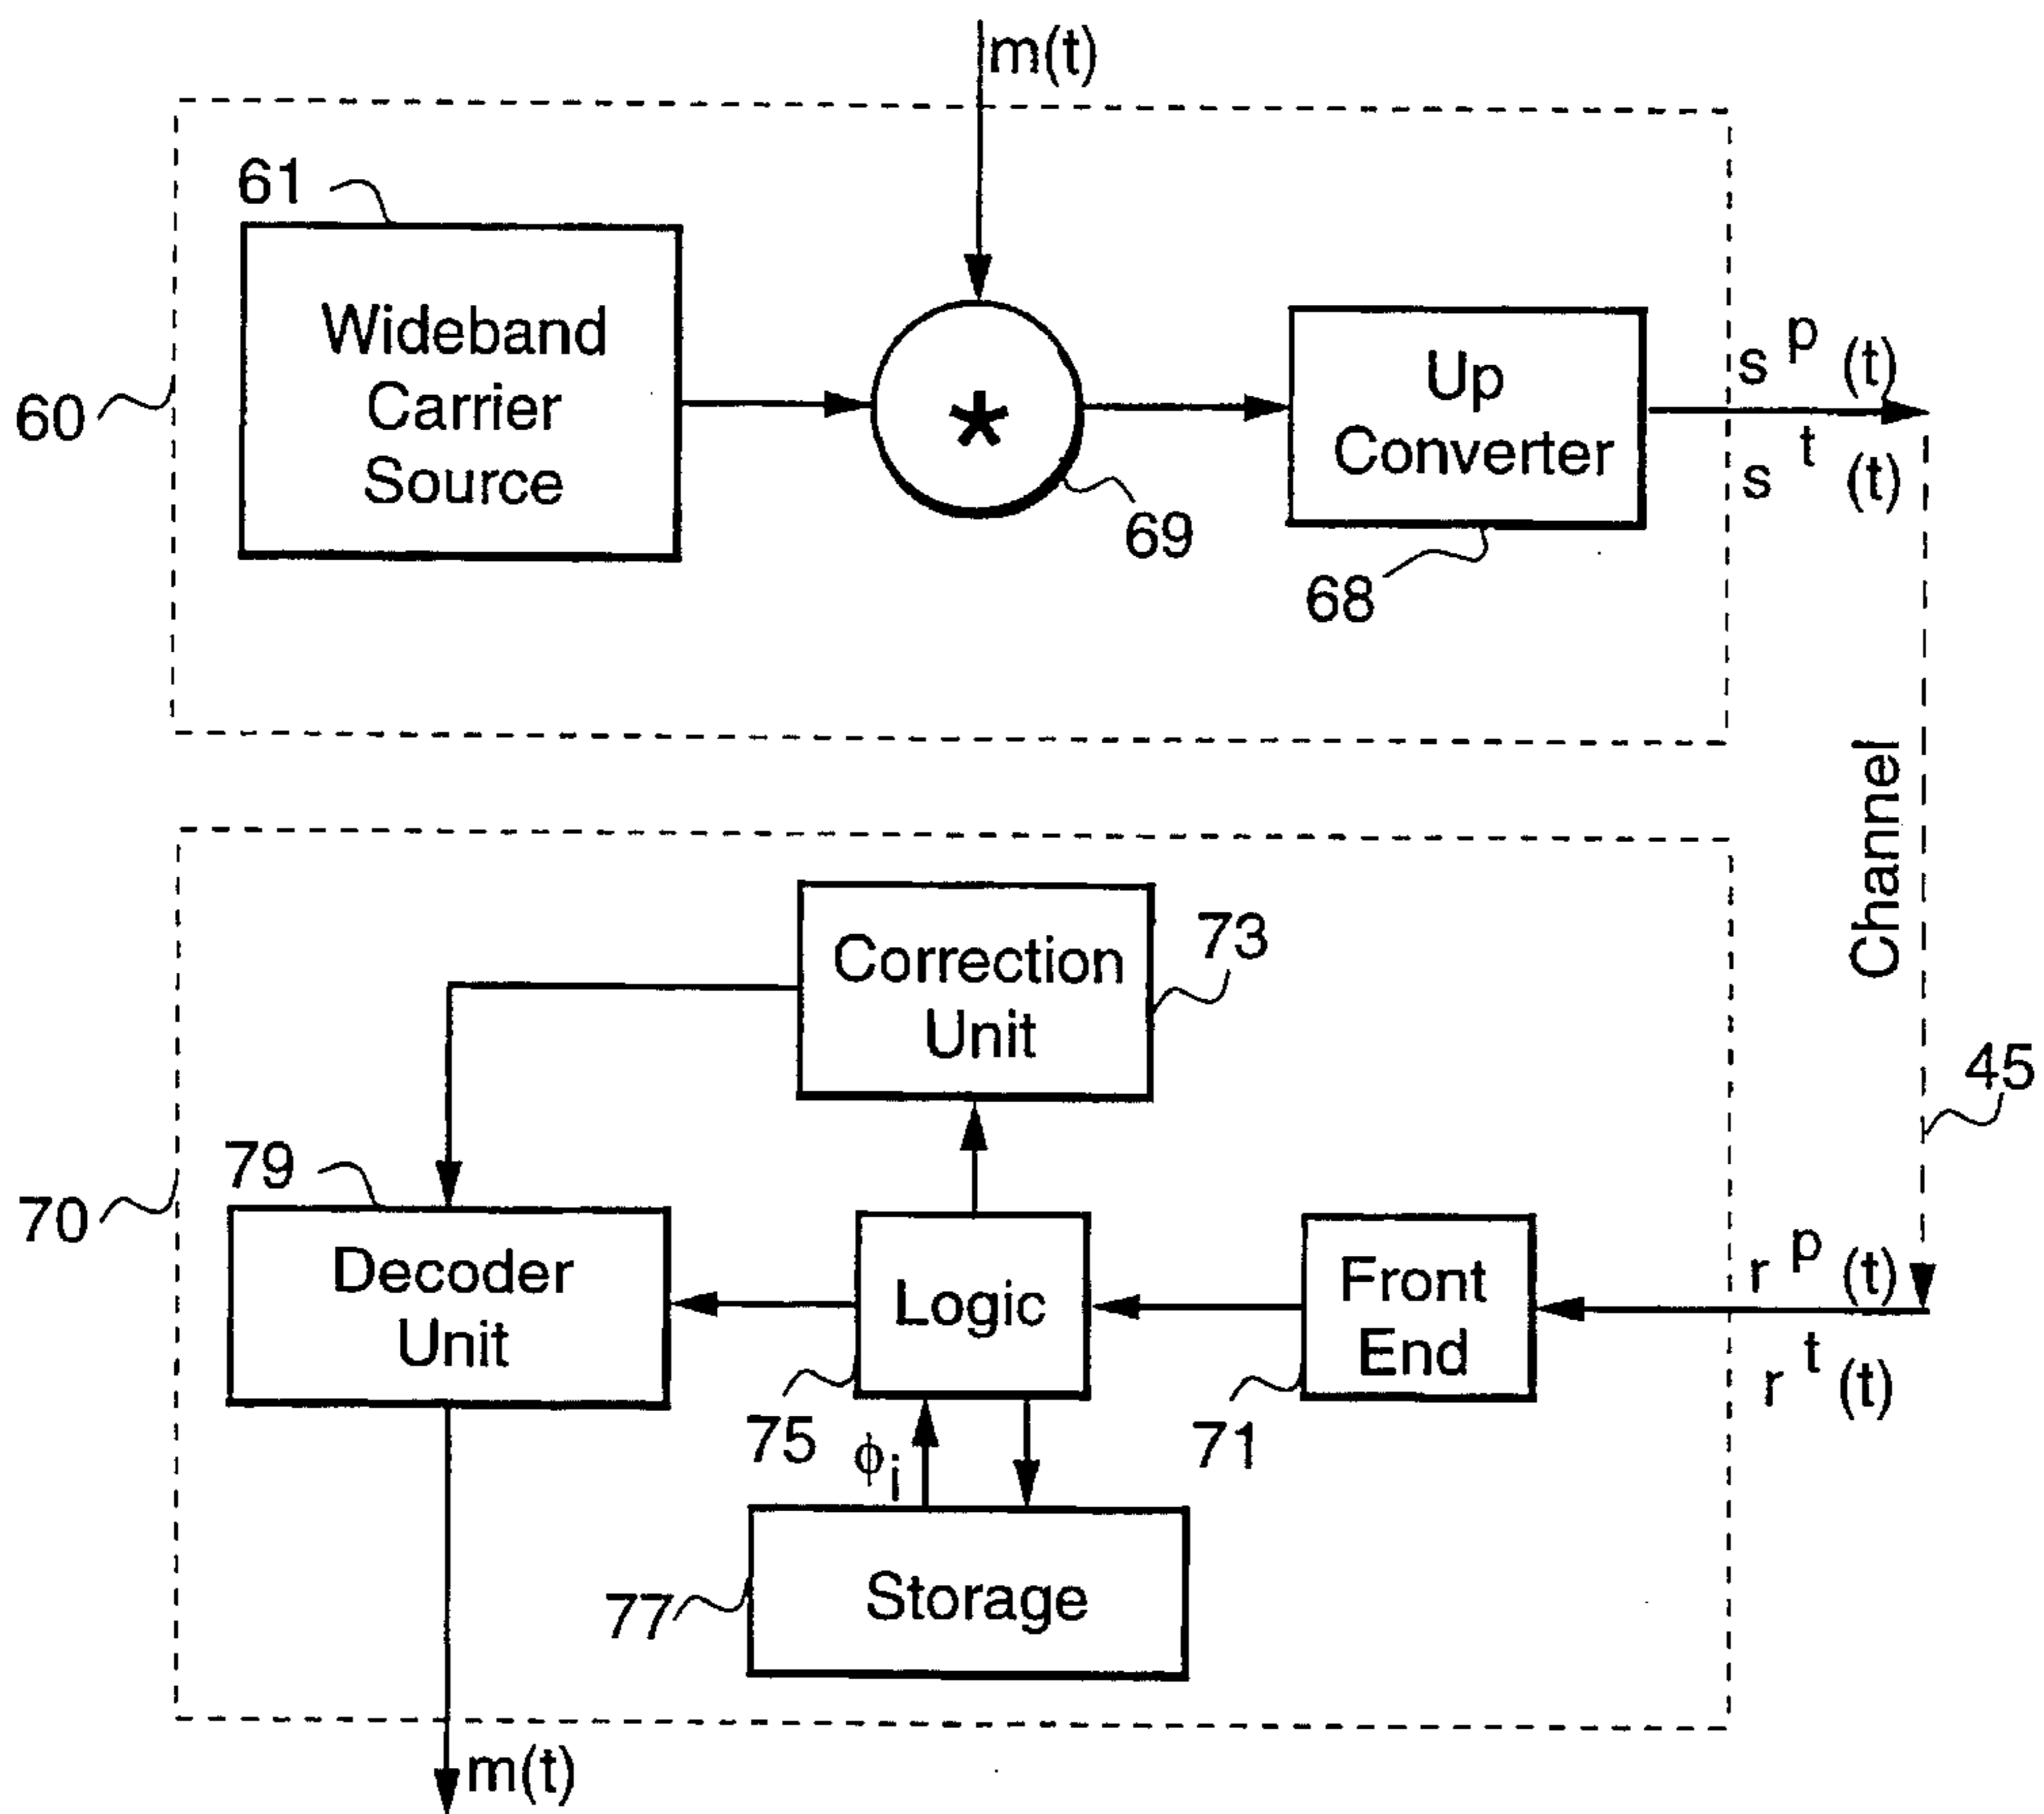 m(t)
61
Wideband
Carrier
Source
60
*
69
Up
Converter
68
s p (t)
s t (t)
Channel
45
Correction
Unit
73
79
70
Decoder
Unit
Logic
75
Front
End
71
r p (t)
r t (t)
ϕi
77
Storage
m(t)